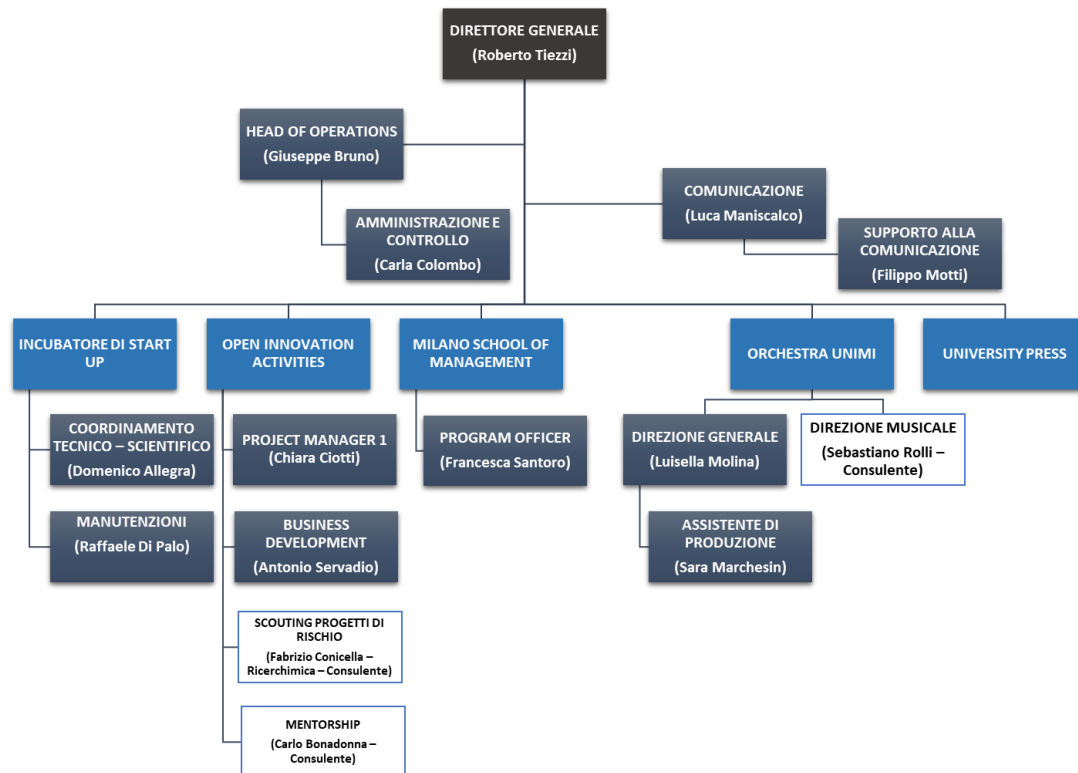 DIRETTORE GENERALE
(Roberto Tiezzi)
HEAD OF OPERATIONS
(Giuseppe Bruno)
COMUNICAZIONE
(Luca Maniscalco)
AMMINISTRAZIONE E
CONTROLLO
(Carla Colombo)
SUPPORTO ALLA
COMUNICAZIONE
(Filippo Motti)
INCUBATORE DI START
UP
OPEN INNOVATION
ACTIVITIES
MILANO SCHOOL OF
MANAGEMENT
ORCHESTRA UNIMI
UNIVERSITY PRESS
COORDINAMENTO
TECNICO – SCIENTIFICO
(Domenico Allegra)
PROJECT MANAGER 1
(Chiara Ciotti)
PROGRAM OFFICER
(Francesca Santoro)
DIREZIONE GENERALE
(Luisella Molina)
DIREZIONE MUSICALE
(Sebastiano Rolli –
Consulente)
MANUTENZIONI
(Raffaele Di Palo)
BUSINESS
DEVELOPMENT
(Antonio Servadio)
ASSISTENTE DI
PRODUZIONE
(Sara Marchesin)
SCOUTING PROGETTI DI
RISCHIO
(Fabrizio Conicella –
Ricerchimica – Consulente)
MENTORSHIP
(Carlo Bonadonna –
Consulente)